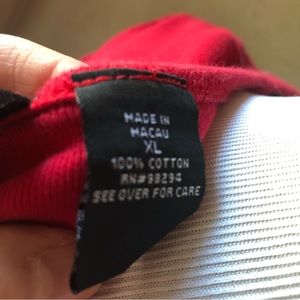 MADE IN
MACAU
XL
100% COTTON
RN#98294
SEE OVER FOR CARE